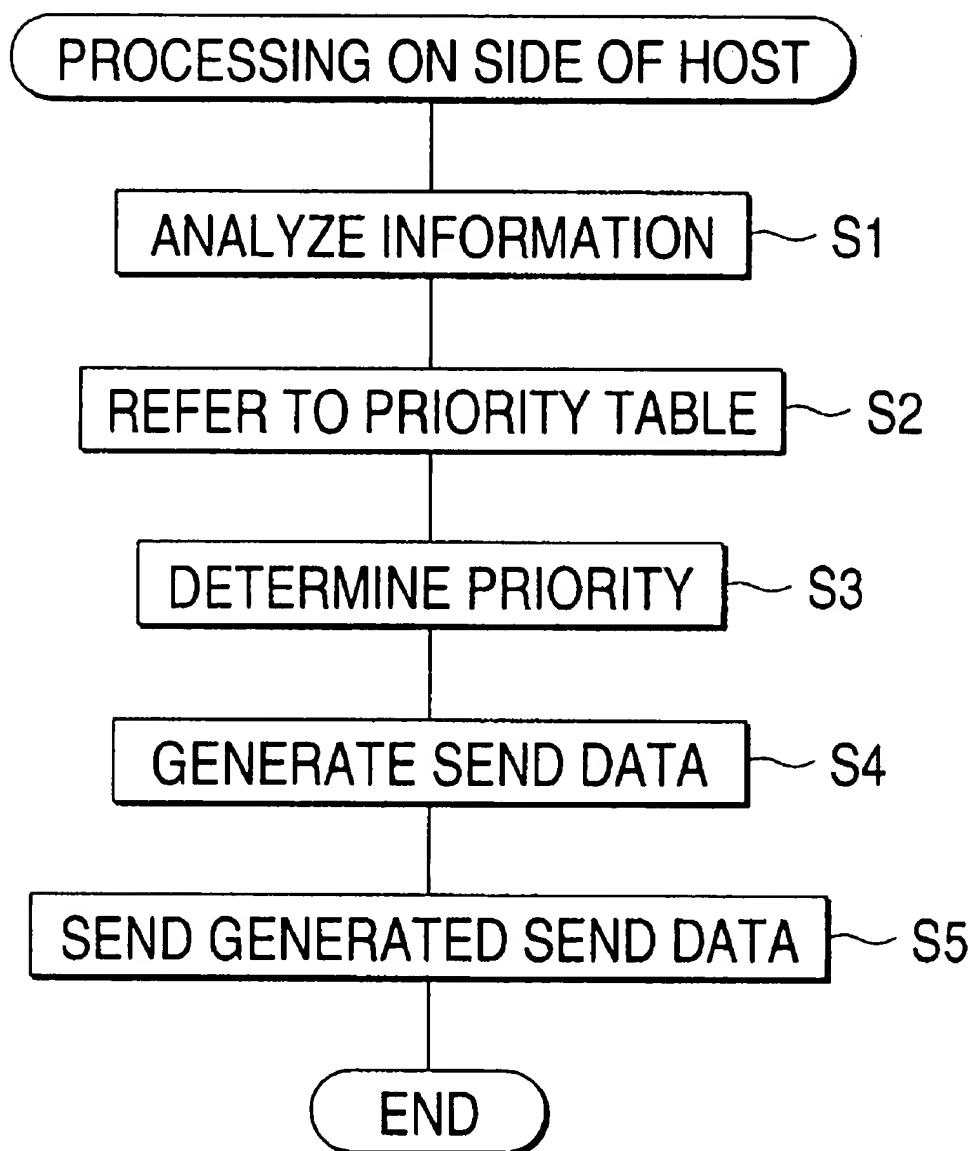 PROCESSING ON SIDE OF HOST
ANALYZE INFORMATION S1
REFER TO PRIORITY TABLE S2
DETERMINE PRIORITY S3
GENERATE SEND DATA S4
SEND GENERATED SEND DATA S5
END